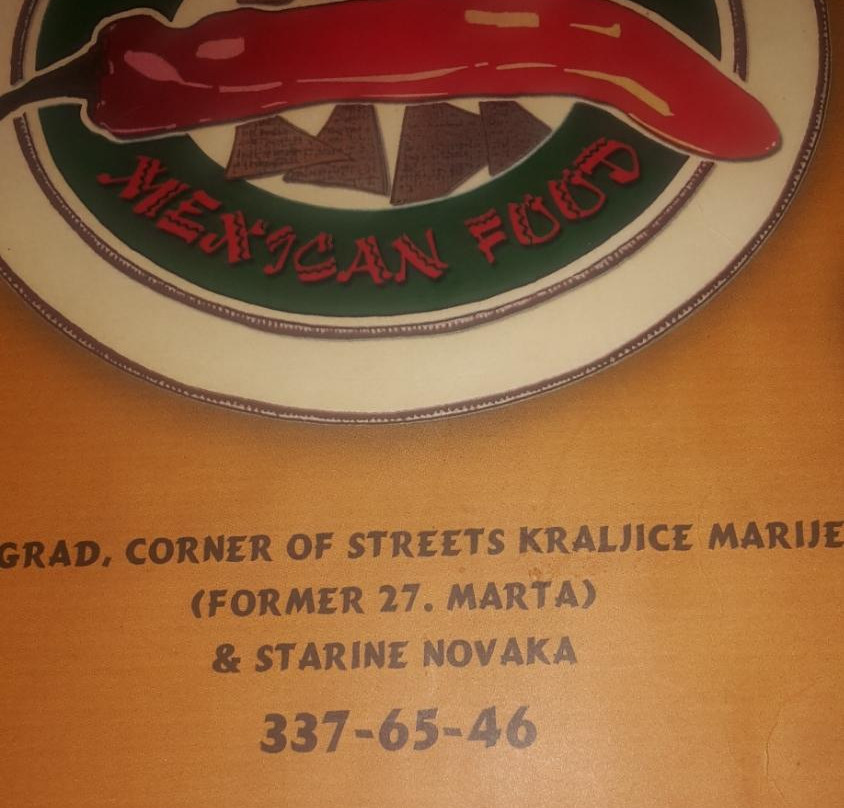 MEXICAN FOOD
GRAD, CORNER OF STREETS KRALJICE MARIJE
(FORMER 27. MARTA)
& STARINE NOVAKA
337-65-46